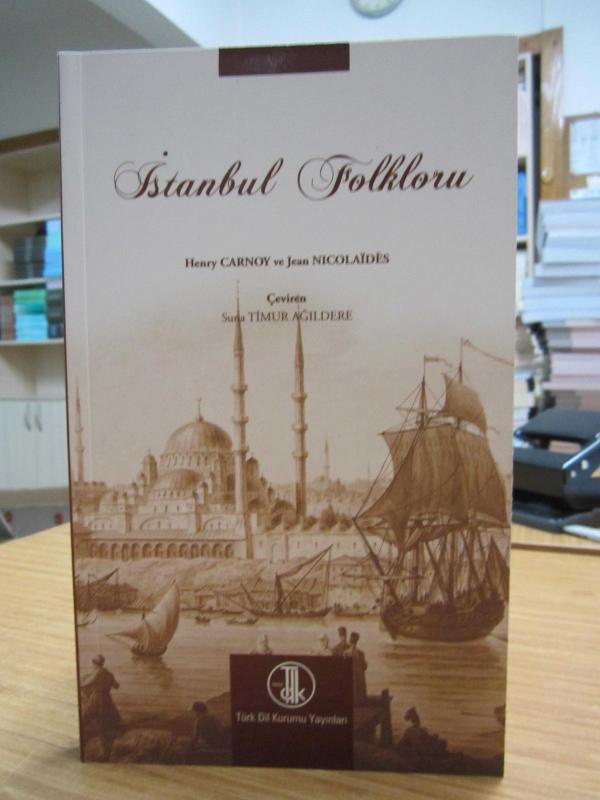 İstanbul Folkloru
Henry CARNOY ve Jean NICOLAÏDÈS
Çeviren
Suna TİMUR AĞILDERE
Türk Dil Kurumu Yayınları